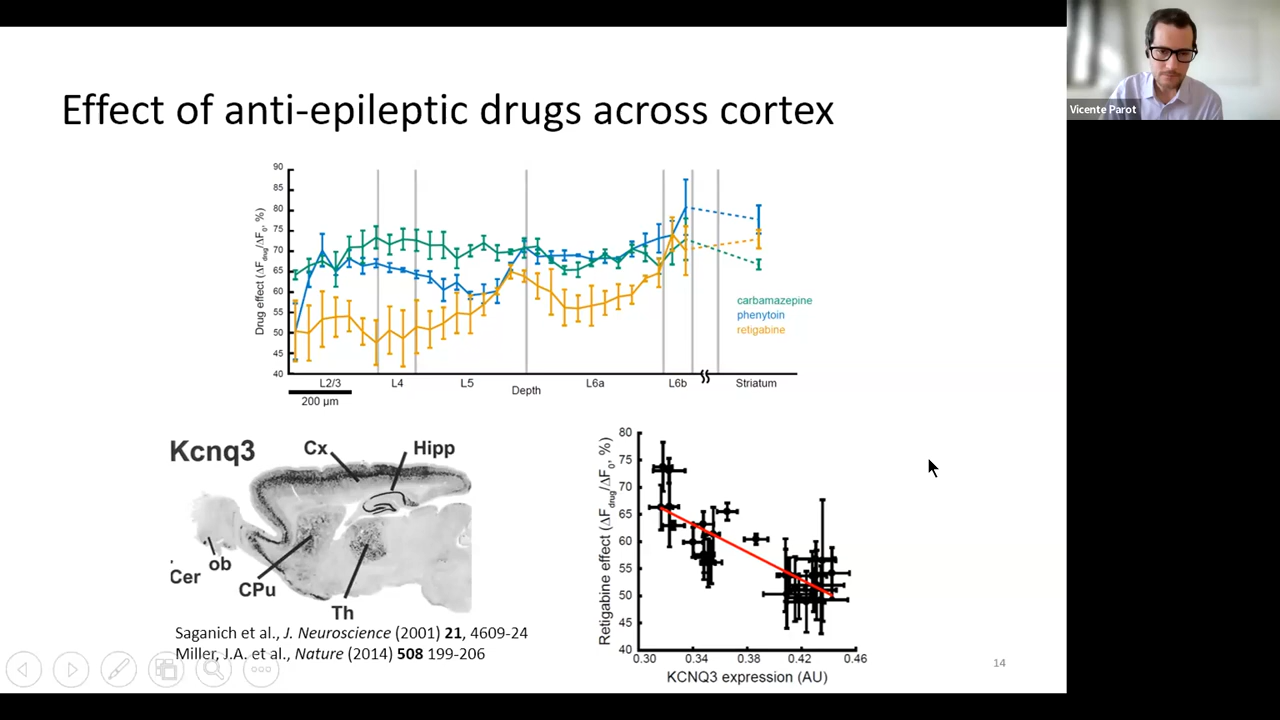 Vicente Parot
Effect of anti-epileptic drugs across cortex
Drug effect (ΔFdrug/ΔF0, %)
90
85
80
75
70
65
60
55
50
45
40
carbamazepine
phenytoin
retigabine
L2/3 L4 L5 Depth L6a L6b Striatum
200 µm
Kcnq3
Cx
Hipp
ob
Cer
CPu
Th
Saganich et al., J. Neuroscience (2001) 21, 4609-24
Miller, J.A. et al., Nature (2014) 508 199-206
Retigabine effect (ΔFdrug/ΔF0, %)
80
75
70
65
60
55
50
45
40
0.30 0.34 0.38 0.42 0.46
KCNQ3 expression (AU)
14